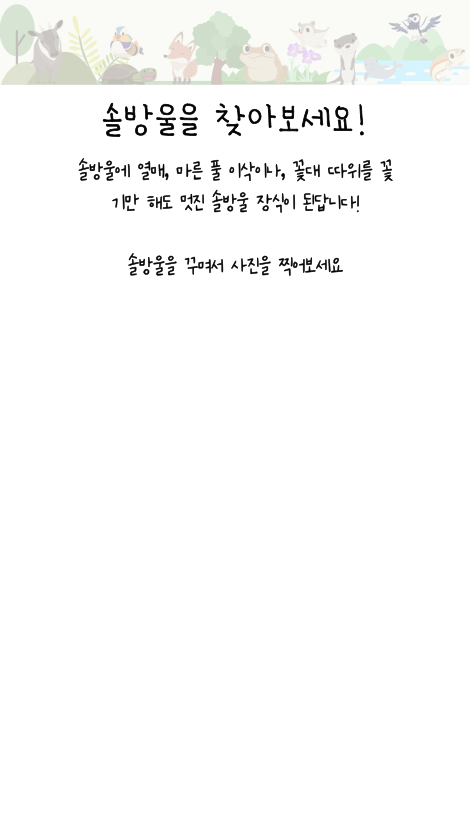 솔방울을 찾아보세요!
솔방울에 열매, 마른 풀 이삭이나, 꽃대 따위를 꽃
기만 해도 멋진 솔방울 장식이 된답니다!
솔방울을 꾸며서 사진을 찍어보세요